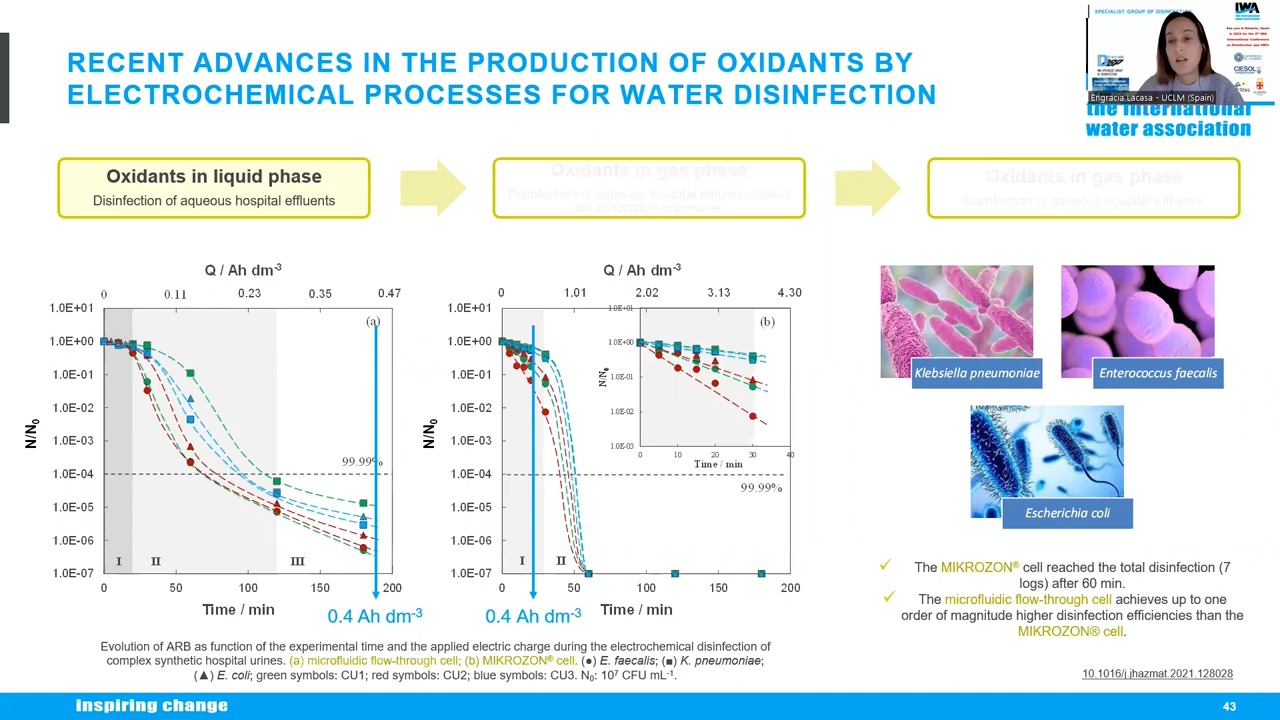 SPECIALIST GROUP OF DISINFECTION
IWA
Engracia Lacasa - UCLM (Spain)
CIESOL
the international
water association
RECENT ADVANCES IN THE PRODUCTION OF OXIDANTS BY
ELECTROCHEMICAL PROCESSES FOR WATER DISINFECTION
Oxidants in liquid phase
Disinfection of aqueous hospital effluents
Oxidants in gas phase
Oxidants in gas phase
Disinfection of gaseous hospital effluents
Q / Ah dm-3
0 0.11 0.23 0.35 0.47
1.0E+01
1.0E+00
1.0E-01
1.0E-02
1.0E-03
1.0E-04
1.0E-05
1.0E-06
1.0E-07
N/N0
(a)
99.99%
I II III
0 50 100 150 200
Time / min
0.4 Ah dm-3
Q / Ah dm-3
0 1.01 2.02 3.13 4.30
1.0E+01
1.0E+00
1.0E-01
1.0E-02
1.0E-03
1.0E-04
1.0E-05
1.0E-06
1.0E-07
N/N0
(b)
1.0E+01
1.0E+00
1.0E-01
1.0E-02
1.0E-03
N/N0
0 10 20 30 40
Time / min
99.99%
I II
0 50 100 150 200
Time / min
0.4 Ah dm-3
Klebsiella pneumoniae
Enterococcus faecalis
Escherichia coli
✓ The MIKROZON® cell reached the total disinfection (7
logs) after 60 min.
✓ The microfluidic flow-through cell achieves up to one
order of magnitude higher disinfection efficiencies than the
MIKROZON® cell.
Evolution of ARB as function of the experimental time and the applied electric charge during the electrochemical disinfection of
complex synthetic hospital urines. (a) microfluidic flow-through cell; (b) MIKROZON® cell. (●) E. faecalis; (■) K. pneumoniae;
(▲) E. coli; green symbols: CU1; red symbols: CU2; blue symbols: CU3. N0: 10⁷ CFU mL-1.
10.1016/j.jhazmat.2021.128028
inspiring change
43